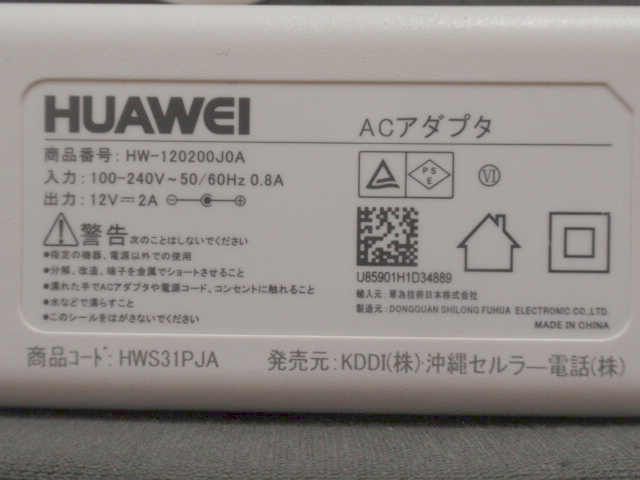 HUAWEI
ACアダプタ
商品番号: HW-120200J0A
入力: 100-240V～50/60Hz 0.8A
出力: 12V⎓2A
PS
E
VI
警告 次のことはしないでください
•指定の機器、電源以外での使用
•分解、改造、端子を金属でショートさせること
•濡れた手でACアダプタや電源コード、コンセントに触れること
•水などで濡らすこと
•このシールをはがさないでください
U85901H1D34889
輸入元: 華為技術日本株式会社
製造元: DONGGUAN SHILONG FUHUA ELECTRONIC CO.,LTD.
MADE IN CHINA
商品ｺｰﾄﾞ: HWS31PJA
発売元: KDDI(株)·沖縄セルラー電話(株)